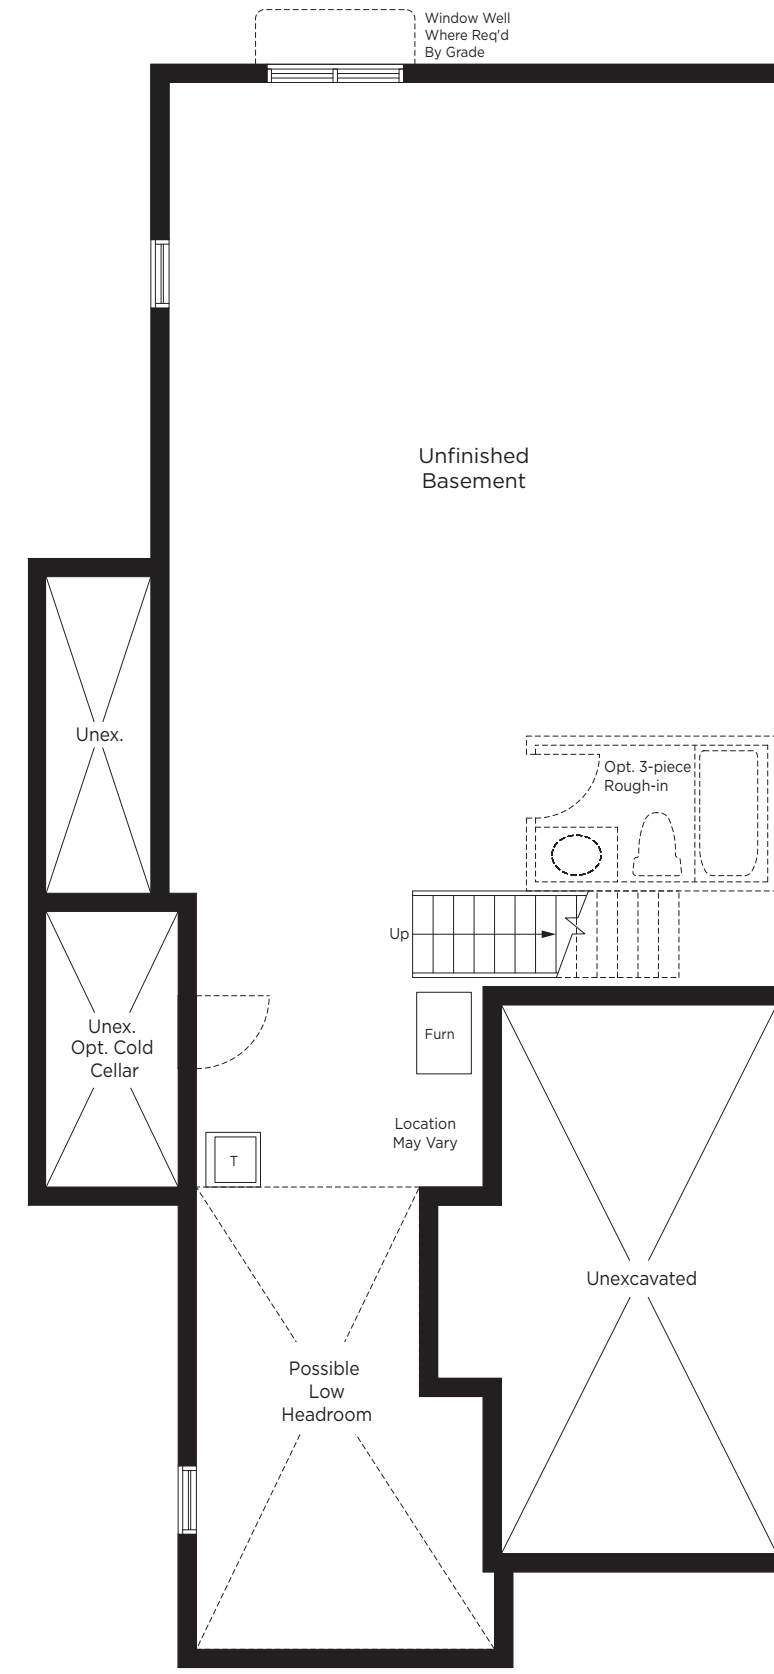 Window Well
Where Req'd
By Grade
Unfinished
Basement
Unex.
Opt. 3-piece
Rough-in
Up
Unex.
Opt. Cold
Cellar
Furn
Location
May Vary
T
Unexcavated
Possible
Low
Headroom